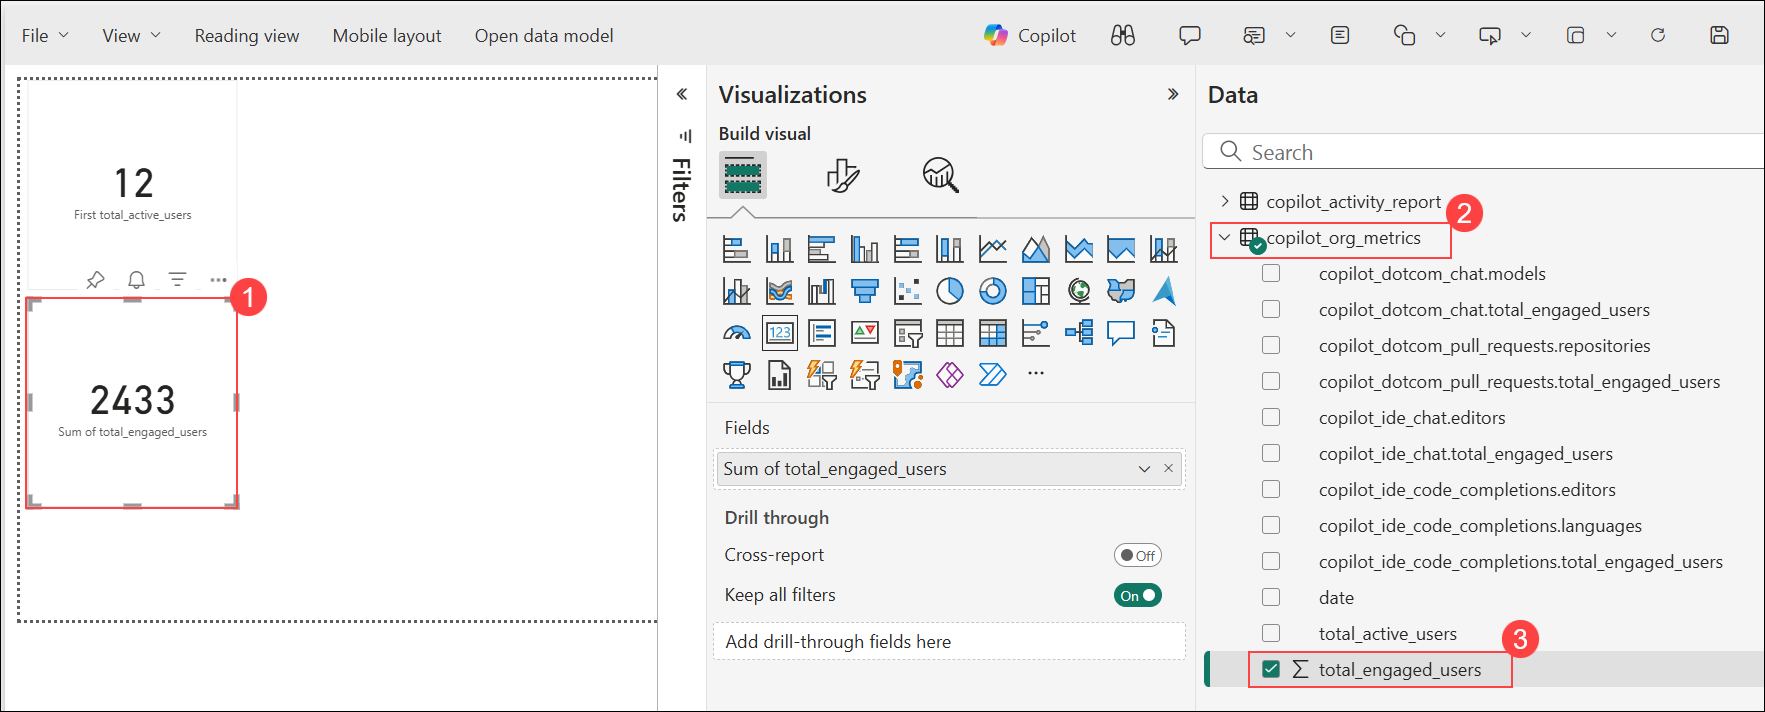 File View Reading view Mobile layout Open data model Copilot
12
First total_active_users
1
2433
Sum of total_engaged_users
Filters
Visualizations
Build visual
123
Fields
Sum of total_engaged_users
Drill through
Cross-report Off
Keep all filters On
Add drill-through fields here
Data
Search
copilot_activity_report
2
copilot_org_metrics
copilot_dotcom_chat.models
copilot_dotcom_chat.total_engaged_users
copilot_dotcom_pull_requests.repositories
copilot_dotcom_pull_requests.total_engaged_users
copilot_ide_chat.editors
copilot_ide_chat.total_engaged_users
copilot_ide_code_completions.editors
copilot_ide_code_completions.languages
copilot_ide_code_completions.total_engaged_users
date
total_active_users
3
∑ total_engaged_users